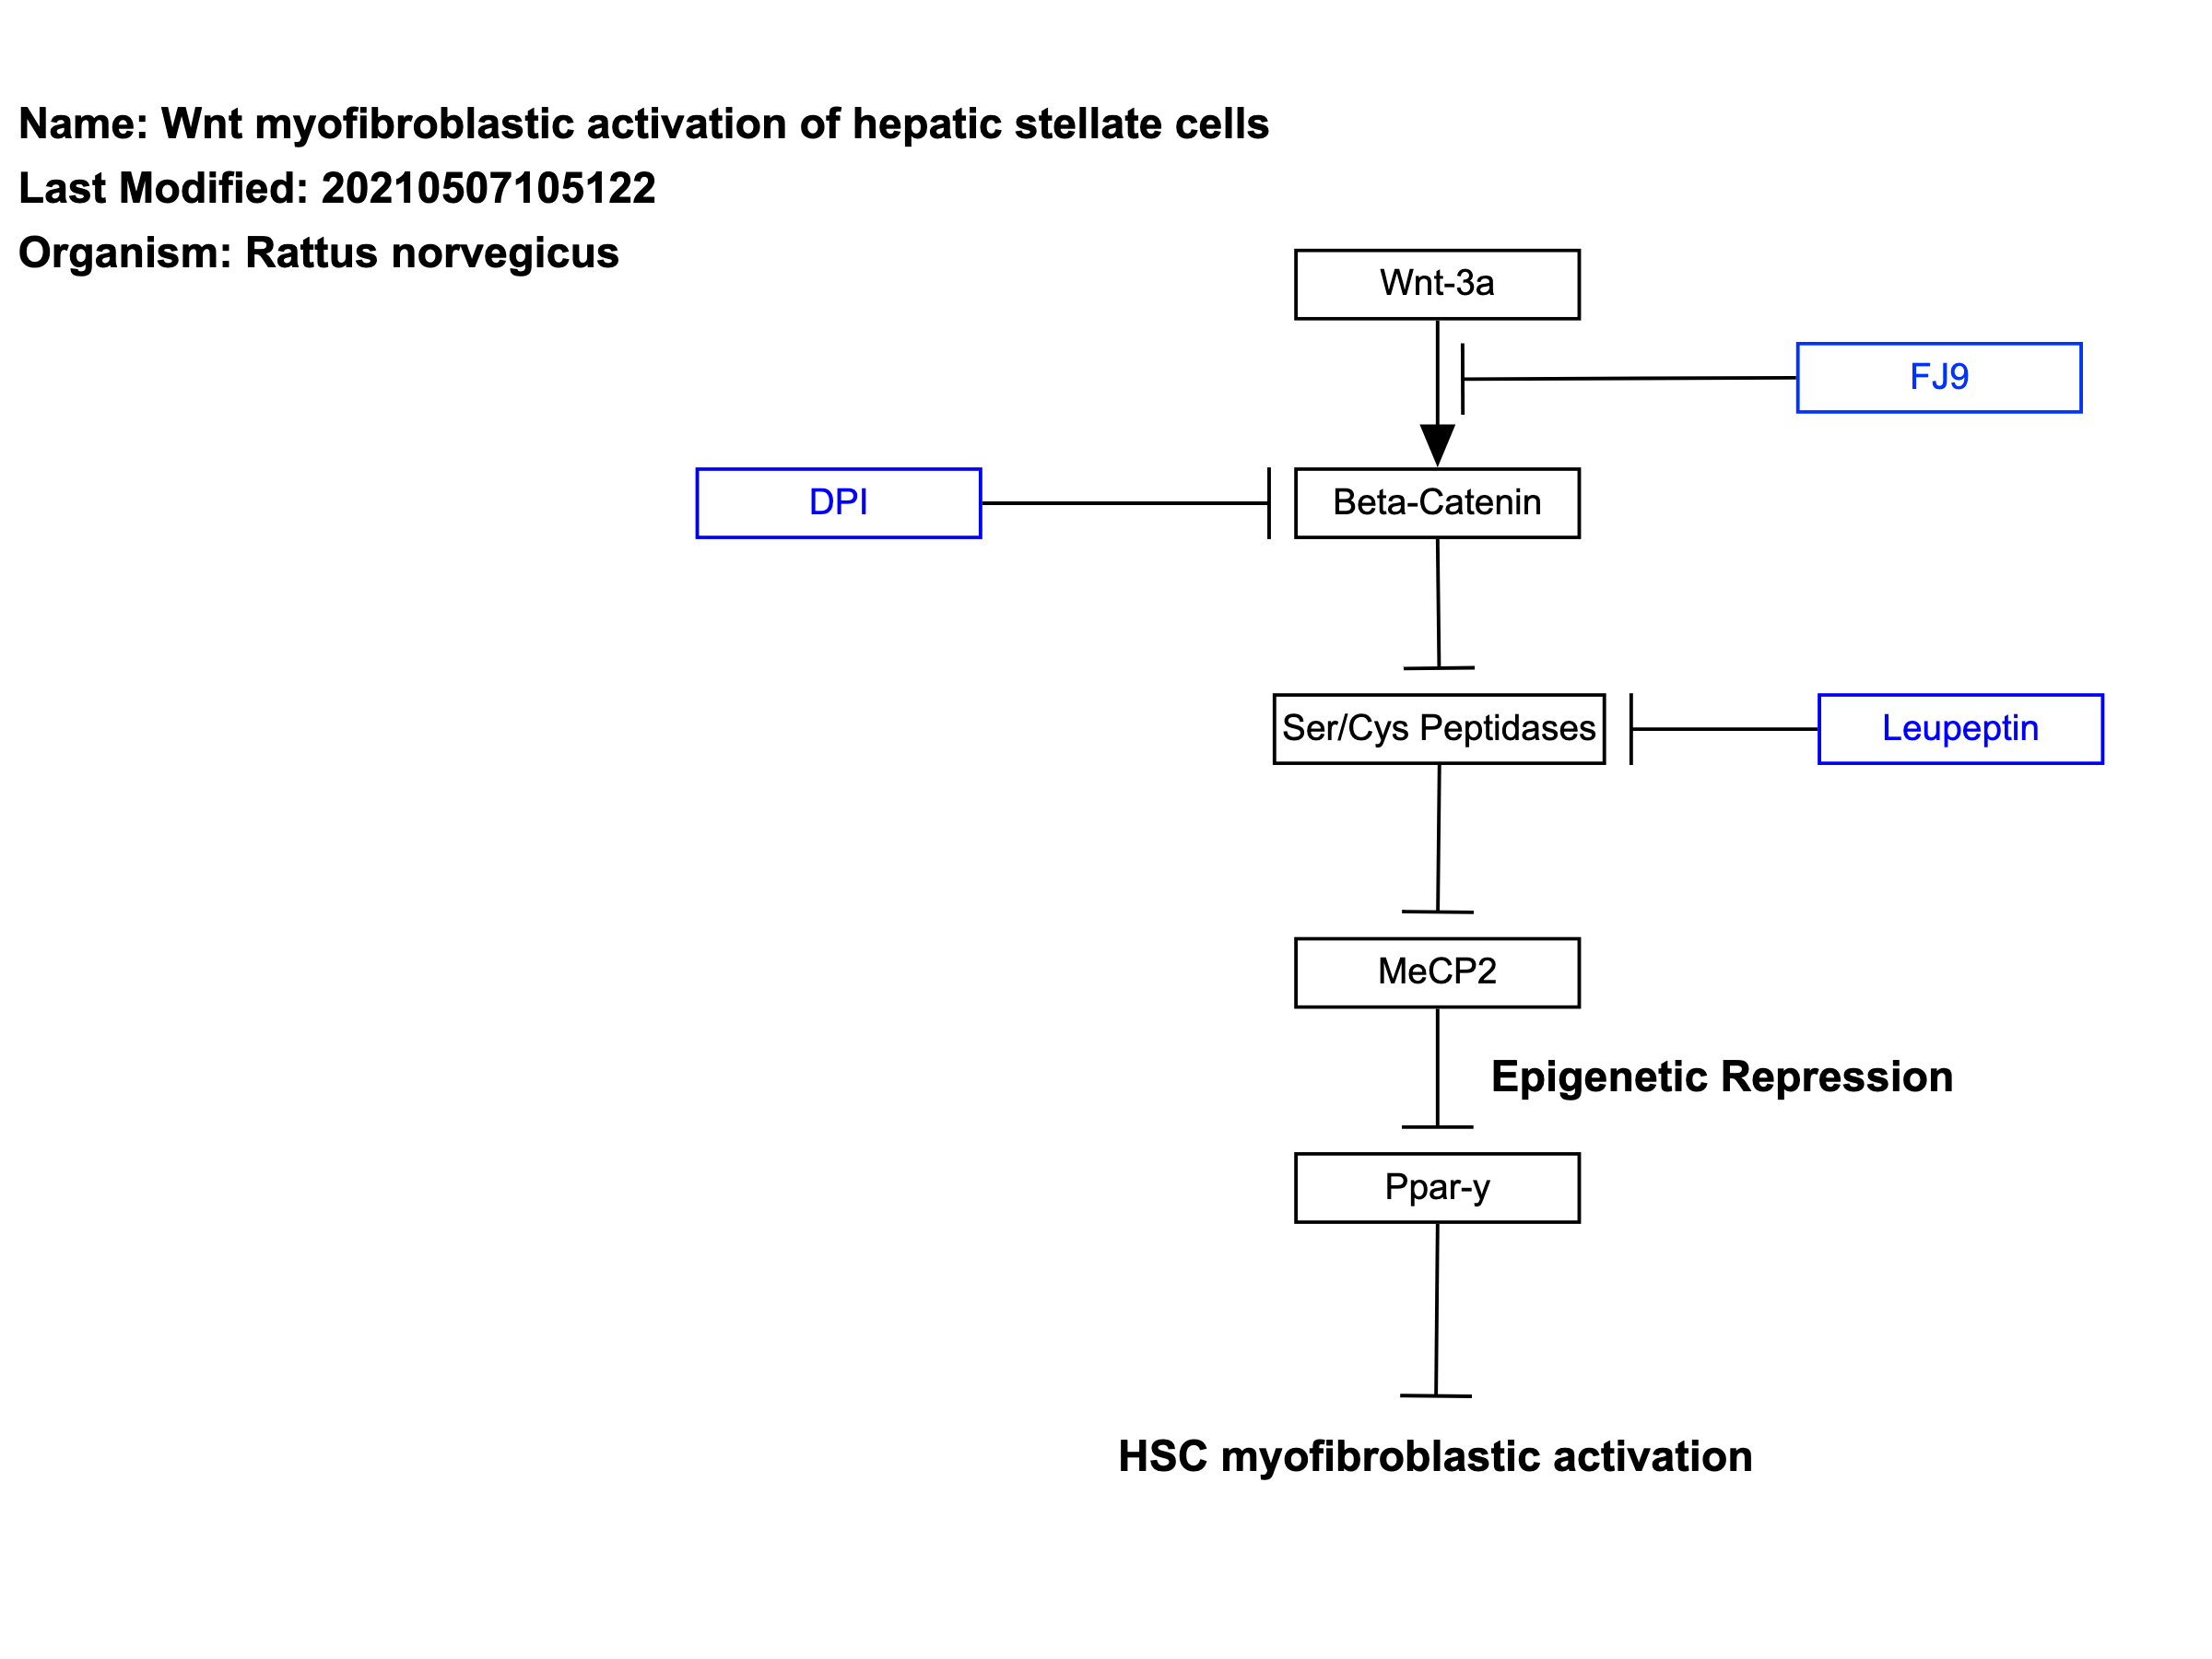 Name: Wnt myofibroblastic activation of hepatic stellate cells
Last Modified: 20210507105122
Organism: Rattus norvegicus
Wnt-3a
FJ9
DPI
Beta-Catenin
Ser/Cys Peptidases
Leupeptin
MeCP2
Epigenetic Repression
Ppar-y
HSC myofibroblastic activation